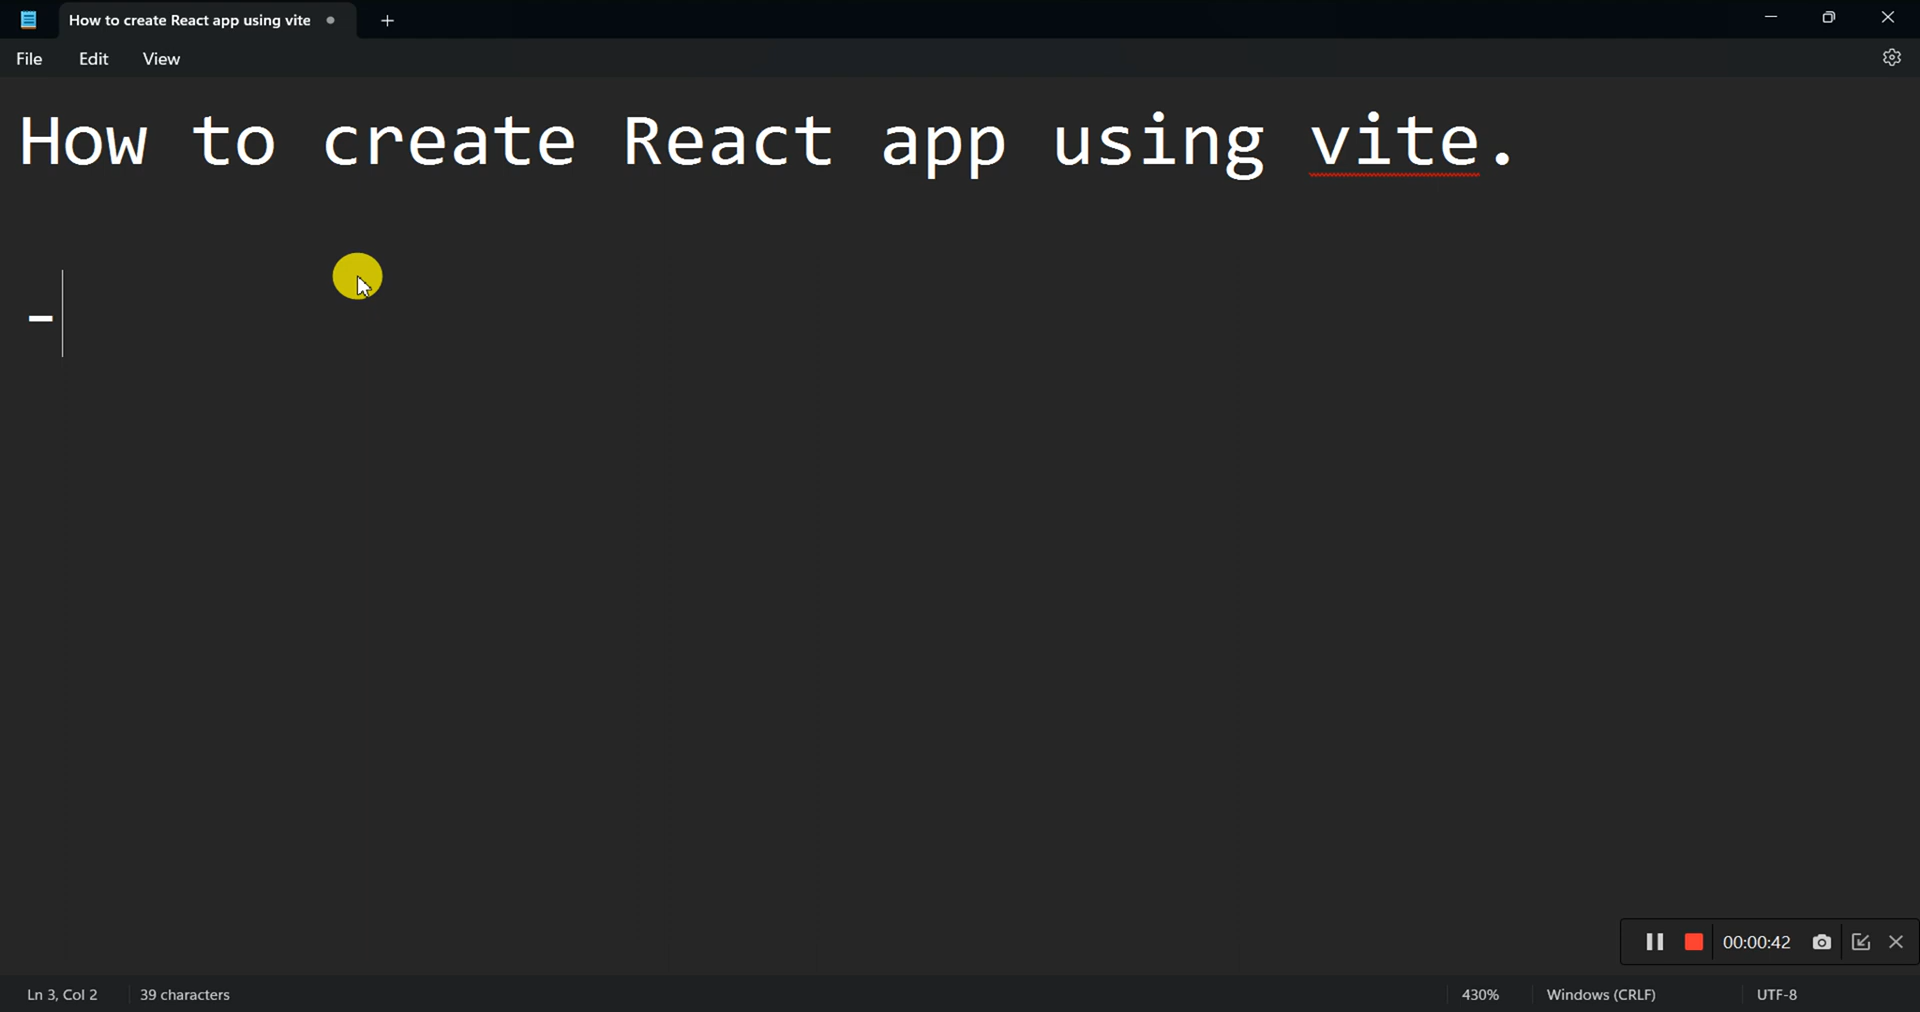 How to create React app using vite
File Edit View
How to create React app using vite.
-
00:00:42
Ln 3, Col 2 39 characters 430% Windows (CRLF) UTF-8